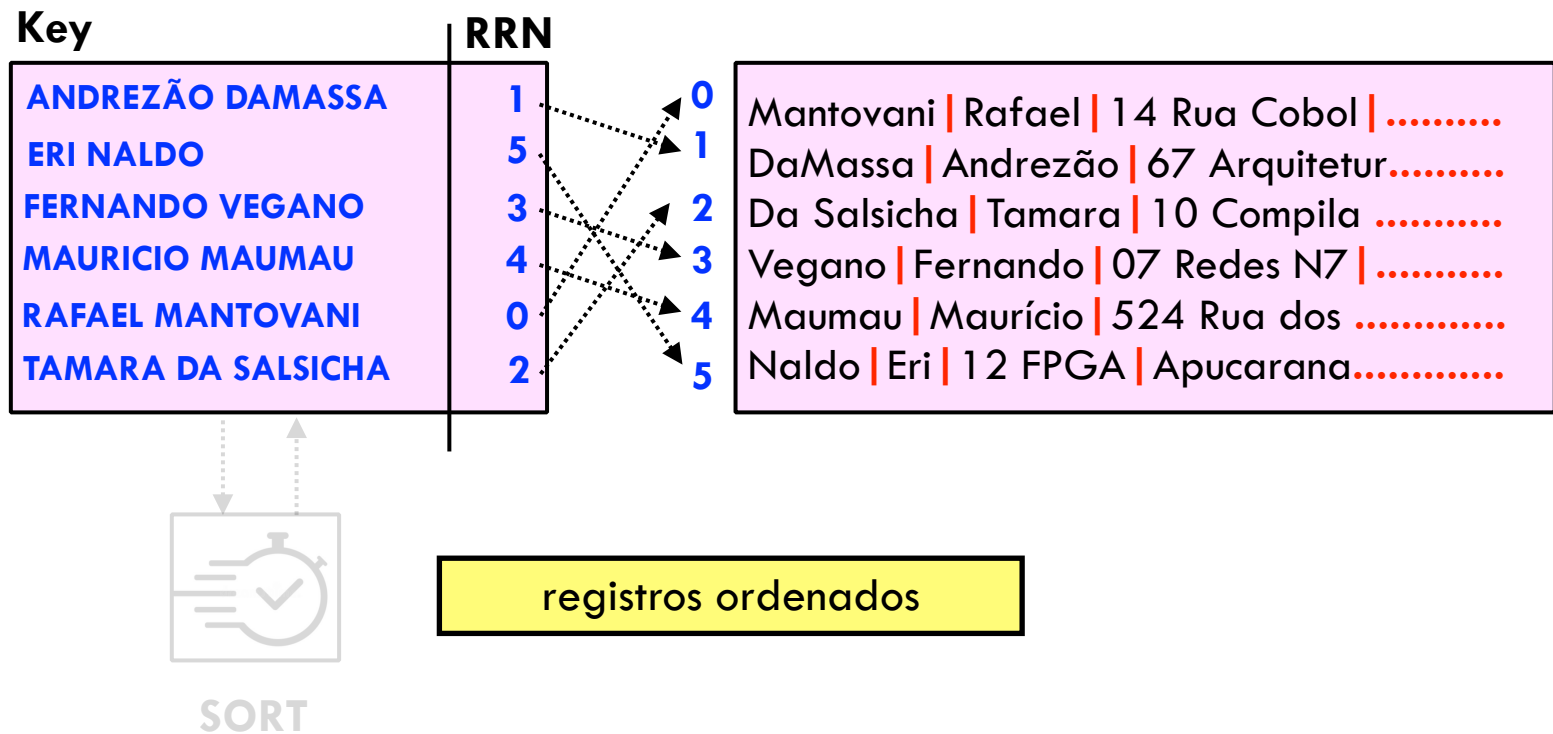 Key RRN
ANDREZÃO DAMASSA 1
ERI NALDO 5
FERNANDO VEGANO 3
MAURICIO MAUMAU 4
RAFAEL MANTOVANI 0
TAMARA DA SALSICHA 2
0 Mantovani|Rafael|14 Rua Cobol|..........
1 DaMassa|Andrezão|67 Arquitetur..........
2 Da Salsicha|Tamara|10 Compila ...........
3 Vegano|Fernando|07 Redes N7|...........
4 Maumau|Maurício|524 Rua dos .............
5 Naldo|Eri|12 FPGA|Apucarana.............
registros ordenados
SORT